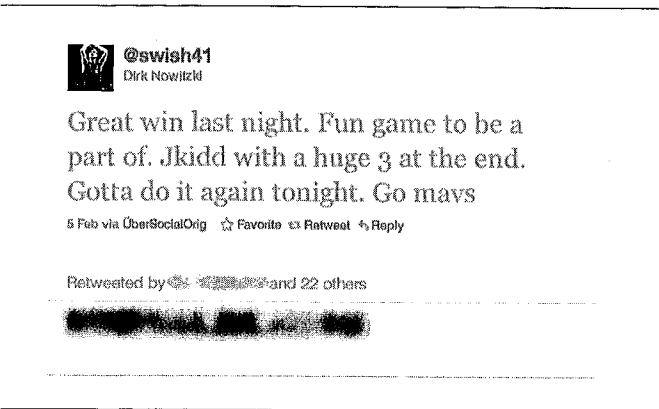 @swish41
Dirk Nowitzki
Great win last night. Fun game to be a
part of. Jkidd with a huge 3 at the end.
Gotta do it again tonight. Go mavs
5 Feb via ÜberSocialOrig Favorite Retweet Reply
Retweeted by and 22 others